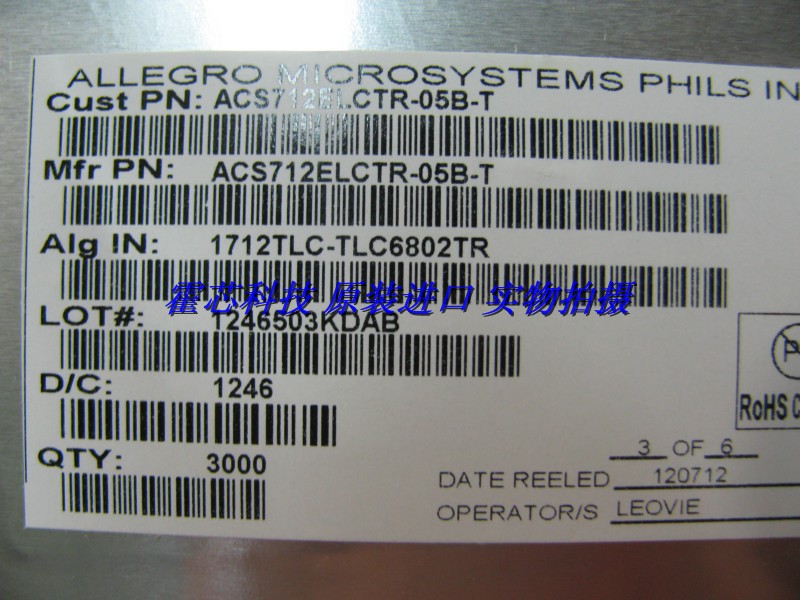 ALLEGRO MICROSYSTEMS PHILS IN
Cust PN: ACS712ELCTR-05B-T
Mfr PN: ACS712ELCTR-05B-T
Alg IN: 1712TLC-TLC6802TR
霍芯科技 原装进口 实物拍摄
LOT#: 1246503KDAB
D/C: 1246
RoHS C
QTY: 3000
3 OF 6
DATE REELED 120712
OPERATOR/S LEOVIE